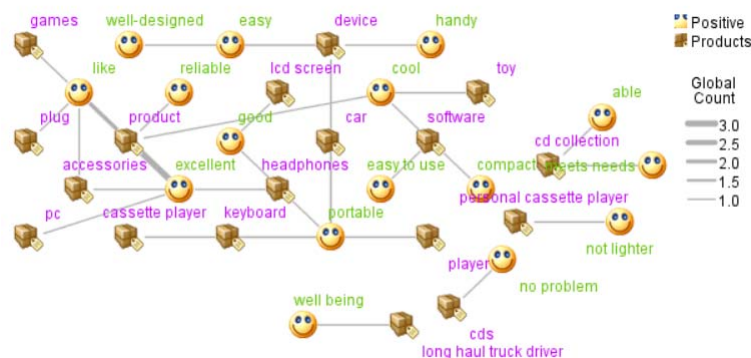 games well-designed easy device handy
Positive
Products
like reliable lcd screen cool toy
Global
Count
able
plug product good car software
3.0
cd collection
2.5
accessories excellent headphones easy to use compact meets needs
2.0
1.5
personal cassette player
1.0
pc cassette player keyboard portable
not lighter
player
no problem
well being
cds
long haul truck driver